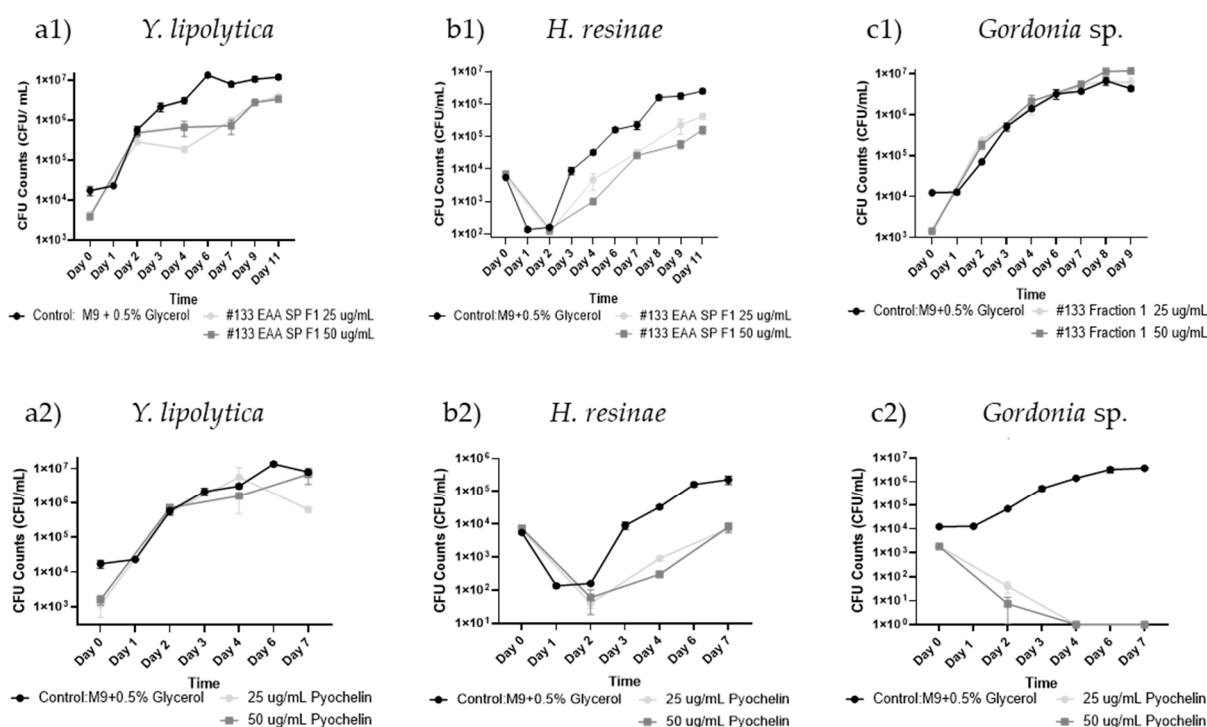 a1) Y. lipolytica
CFU Counts (CFU/ mL)
1×10⁷
1×10⁶
1×10⁵
1×10⁴
1×10³
Day 0 Day 1 Day 2 Day 3 Day 4 Day 6 Day 7 Day 9 Day 11
Time
Control: M9 + 0.5% Glycerol
#133 EAA SP F1 25 ug/mL
#133 EAA SP F1 50 ug/mL
b1) H. resinae
CFU Counts (CFU/ mL)
1×10⁷
1×10⁶
1×10⁵
1×10⁴
1×10³
1×10²
Day 0 Day 1 Day 2 Day 3 Day 4 Day 6 Day 7 Day 8 Day 9 Day 11
Time
Control:M9+0.5% Glycerol
#133 EAA SP F1 25 ug/mL
#133 EAA SP F1 50 ug/mL
c1) Gordonia sp.
CFU Counts (CFU/ mL)
1×10⁷
1×10⁶
1×10⁵
1×10⁴
1×10³
Day 0 Day 1 Day 2 Day 3 Day 4 Day 6 Day 7 Day 8 Day 9
Time
Control:M9+0.5% Glycerol
#133 Fraction 1 25 ug/mL
#133 Fraction 1 50 ug/mL
a2) Y. lipolytica
CFU Counts (CFU/mL)
1×10⁷
1×10⁶
1×10⁵
1×10⁴
1×10³
Day 0 Day 1 Day 2 Day 3 Day 4 Day 6 Day 7
Time
Control:M9+0.5% Glycerol
25 ug/mL Pyochelin
50 ug/mL Pyochelin
b2) H. resinae
CFU Counts (CFU/mL)
1×10⁶
1×10⁵
1×10⁴
1×10³
1×10²
1×10¹
Day 0 Day 1 Day 2 Day 3 Day 4 Day 6 Day 7
Time
Control:M9+0.5% Glycerol
25 ug/mL Pyochelin
50 ug/mL Pyochelin
c2) Gordonia sp.
CFU Counts (CFU/mL)
1×10⁷
1×10⁶
1×10⁵
1×10⁴
1×10³
1×10²
1×10¹
1×10⁰
Day 0 Day 1 Day 2 Day 3 Day 4 Day 6 Day 7
Time
Control:M9+0.5% Glycerol
25 ug/mL Pyochelin
50 ug/mL Pyochelin